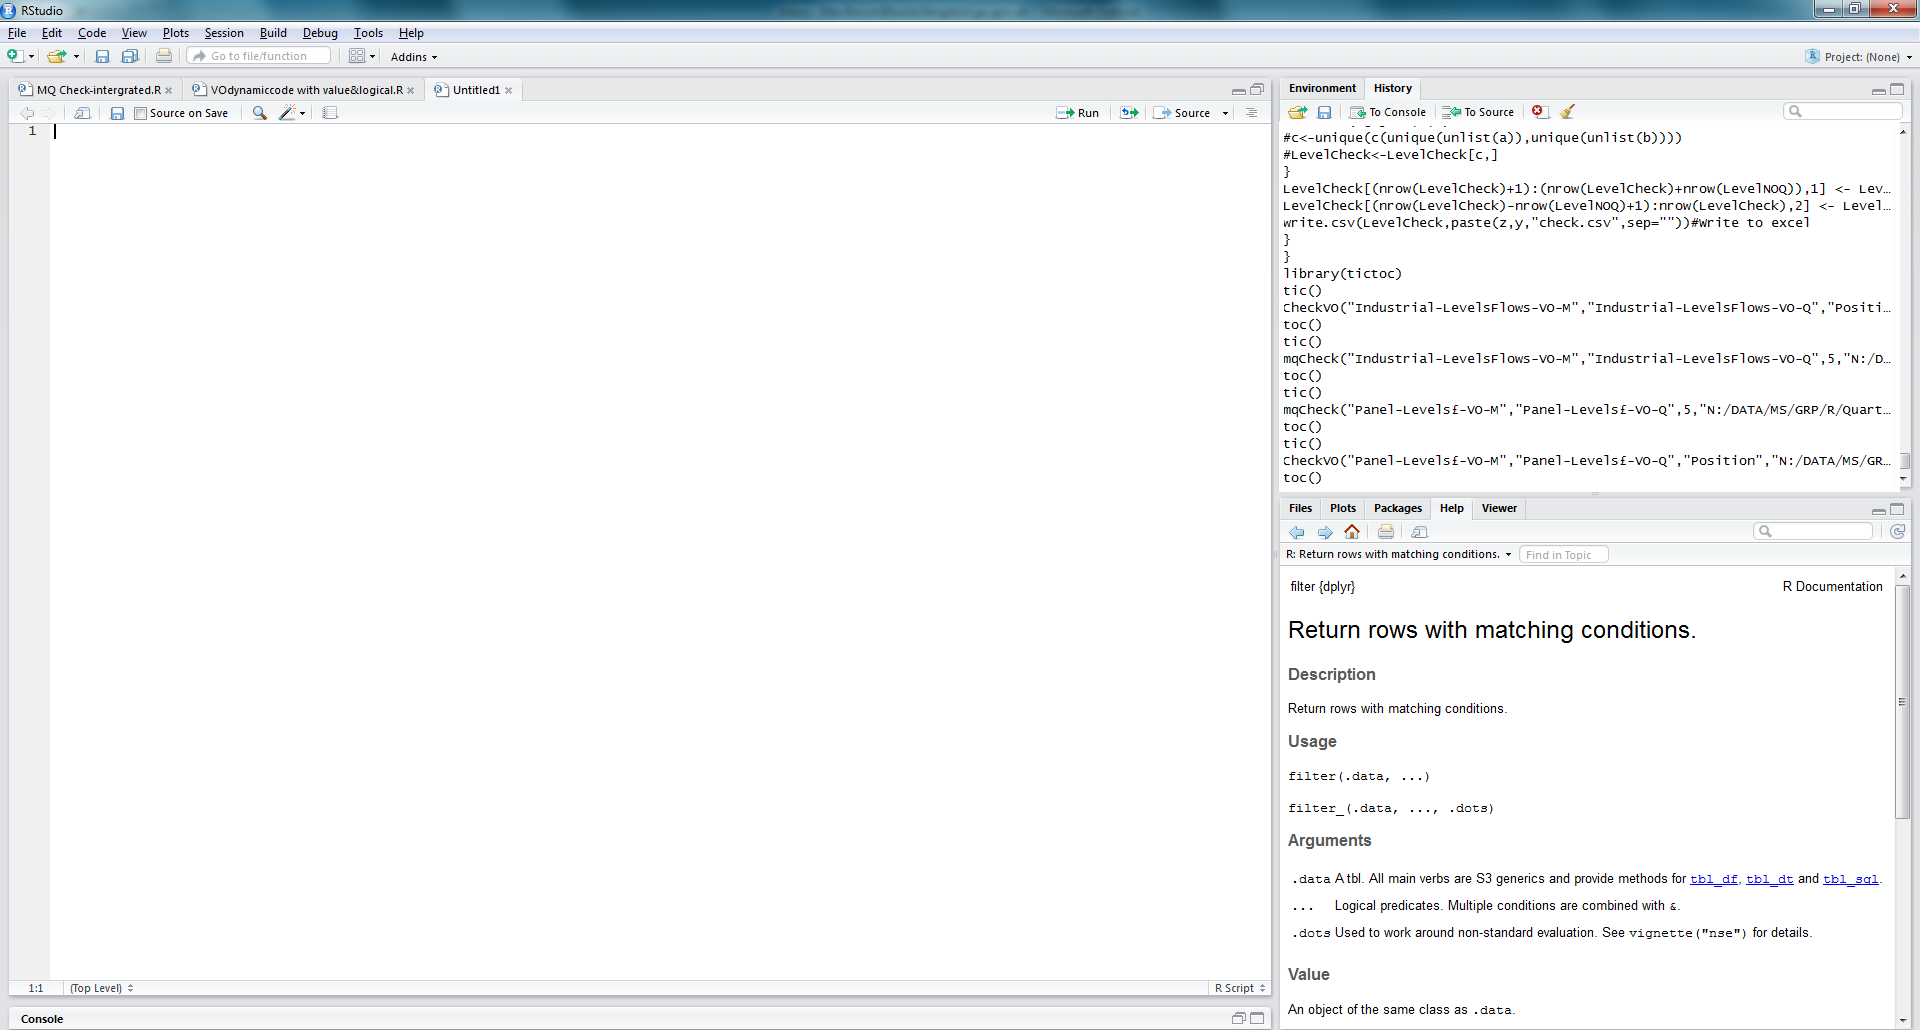 RStudio
File Edit Code View Plots Session Build Debug Tools Help
Go to file/function Addins Project: (None)
MQ Check-intergrated.R VOdynamiccode with value&logical.R Untitled1
Source on Save Run Source
1
1:1 (Top Level) R Script
Console
Environment History
To Console To Source
#c<-unique(c(unique(unlist(a)),unique(unlist(b))))
#LevelCheck<-LevelCheck[c,]
}
LevelCheck[(nrow(LevelCheck)+1):(nrow(LevelCheck)+nrow(LevelNOQ)),1] <- Lev…
LevelCheck[(nrow(LevelCheck)-nrow(LevelNOQ)+1):nrow(LevelCheck),2] <- Level…
write.csv(LevelCheck,paste(z,y,"check.csv",sep=""))#Write to excel
}
}
library(tictoc)
tic()
CheckVO("Industrial-LevelsFlows-VO-M","Industrial-LevelsFlows-VO-Q","Positi…
toc()
tic()
mqCheck("Industrial-LevelsFlows-VO-M","Industrial-LevelsFlows-VO-Q",5,"N:/D…
toc()
tic()
mqCheck("Panel-Levels£-VO-M","Panel-Levels£-VO-Q",5,"N:/DATA/MS/GRP/R/Quart…
toc()
tic()
CheckVO("Panel-Levels£-VO-M","Panel-Levels£-VO-Q","Position","N:/DATA/MS/GR…
toc()
Files Plots Packages Help Viewer
R: Return rows with matching conditions. Find in Topic
filter {dplyr} R Documentation
Return rows with matching conditions.
Description
Return rows with matching conditions.
Usage
filter(.data, ...)
filter_(.data, ..., .dots)
Arguments
.data A tbl. All main verbs are S3 generics and provide methods for tbl_df, tbl_dt and tbl_sql.
... Logical predicates. Multiple conditions are combined with &.
.dots Used to work around non-standard evaluation. See vignette("nse") for details.
Value
An object of the same class as .data.